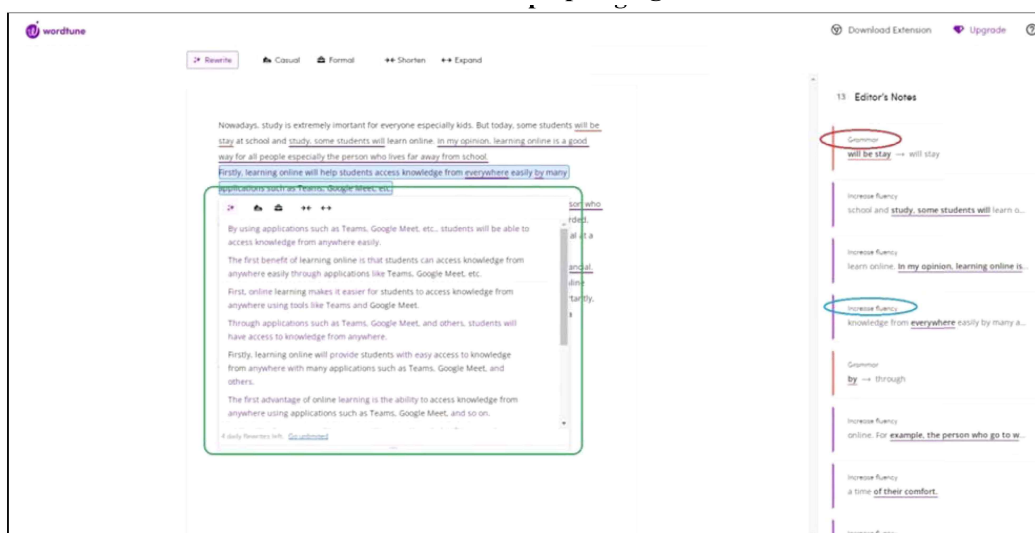 wordtune
Download Extension
Upgrade
Rewrite
Casual
Formal
Shorten
Expand
Nowadays, study is extremely imortant for everyone especially kids. But today, some students will be
stay at school and study, some students will learn online. In my opinion, learning online is a good
way for all people especially the person who lives far away from school.
Firstly, learning online will help students access knowledge from everywhere easily by many
applications such as Teams, Google Meet, etc.
By using applications such as Teams, Google Meet, etc., students will be able to
access knowledge from anywhere easily.
The first benefit of learning online is that students can access knowledge from
anywhere easily through applications like Teams, Google Meet, etc.
First, online learning makes it easier for students to access knowledge from
anywhere using tools like Teams and Google Meet.
Through applications such as Teams, Google Meet, and others, students will
have access to knowledge from anywhere.
Firstly, learning online will provide students with easy access to knowledge
from anywhere with many applications such as Teams, Google Meet, and
others.
The first advantage of online learning is the ability to access knowledge from
anywhere using applications such as Teams, Google Meet, and so on.
4 daily Rewrites left. Go unlimited
son who
rded.
al at a
ancial.
tantly.
a
13 Editor's Notes
Grammar
will be stay → will stay
Increase fluency
school and study, some students will learn o...
Increase fluency
learn online. In my opinion, learning online is...
Increase fluency
knowledge from everywhere easily by many a...
Grammar
by → through
Increase fluency
online. For example, the person who go to w...
Increase fluency
a time of their comfort.